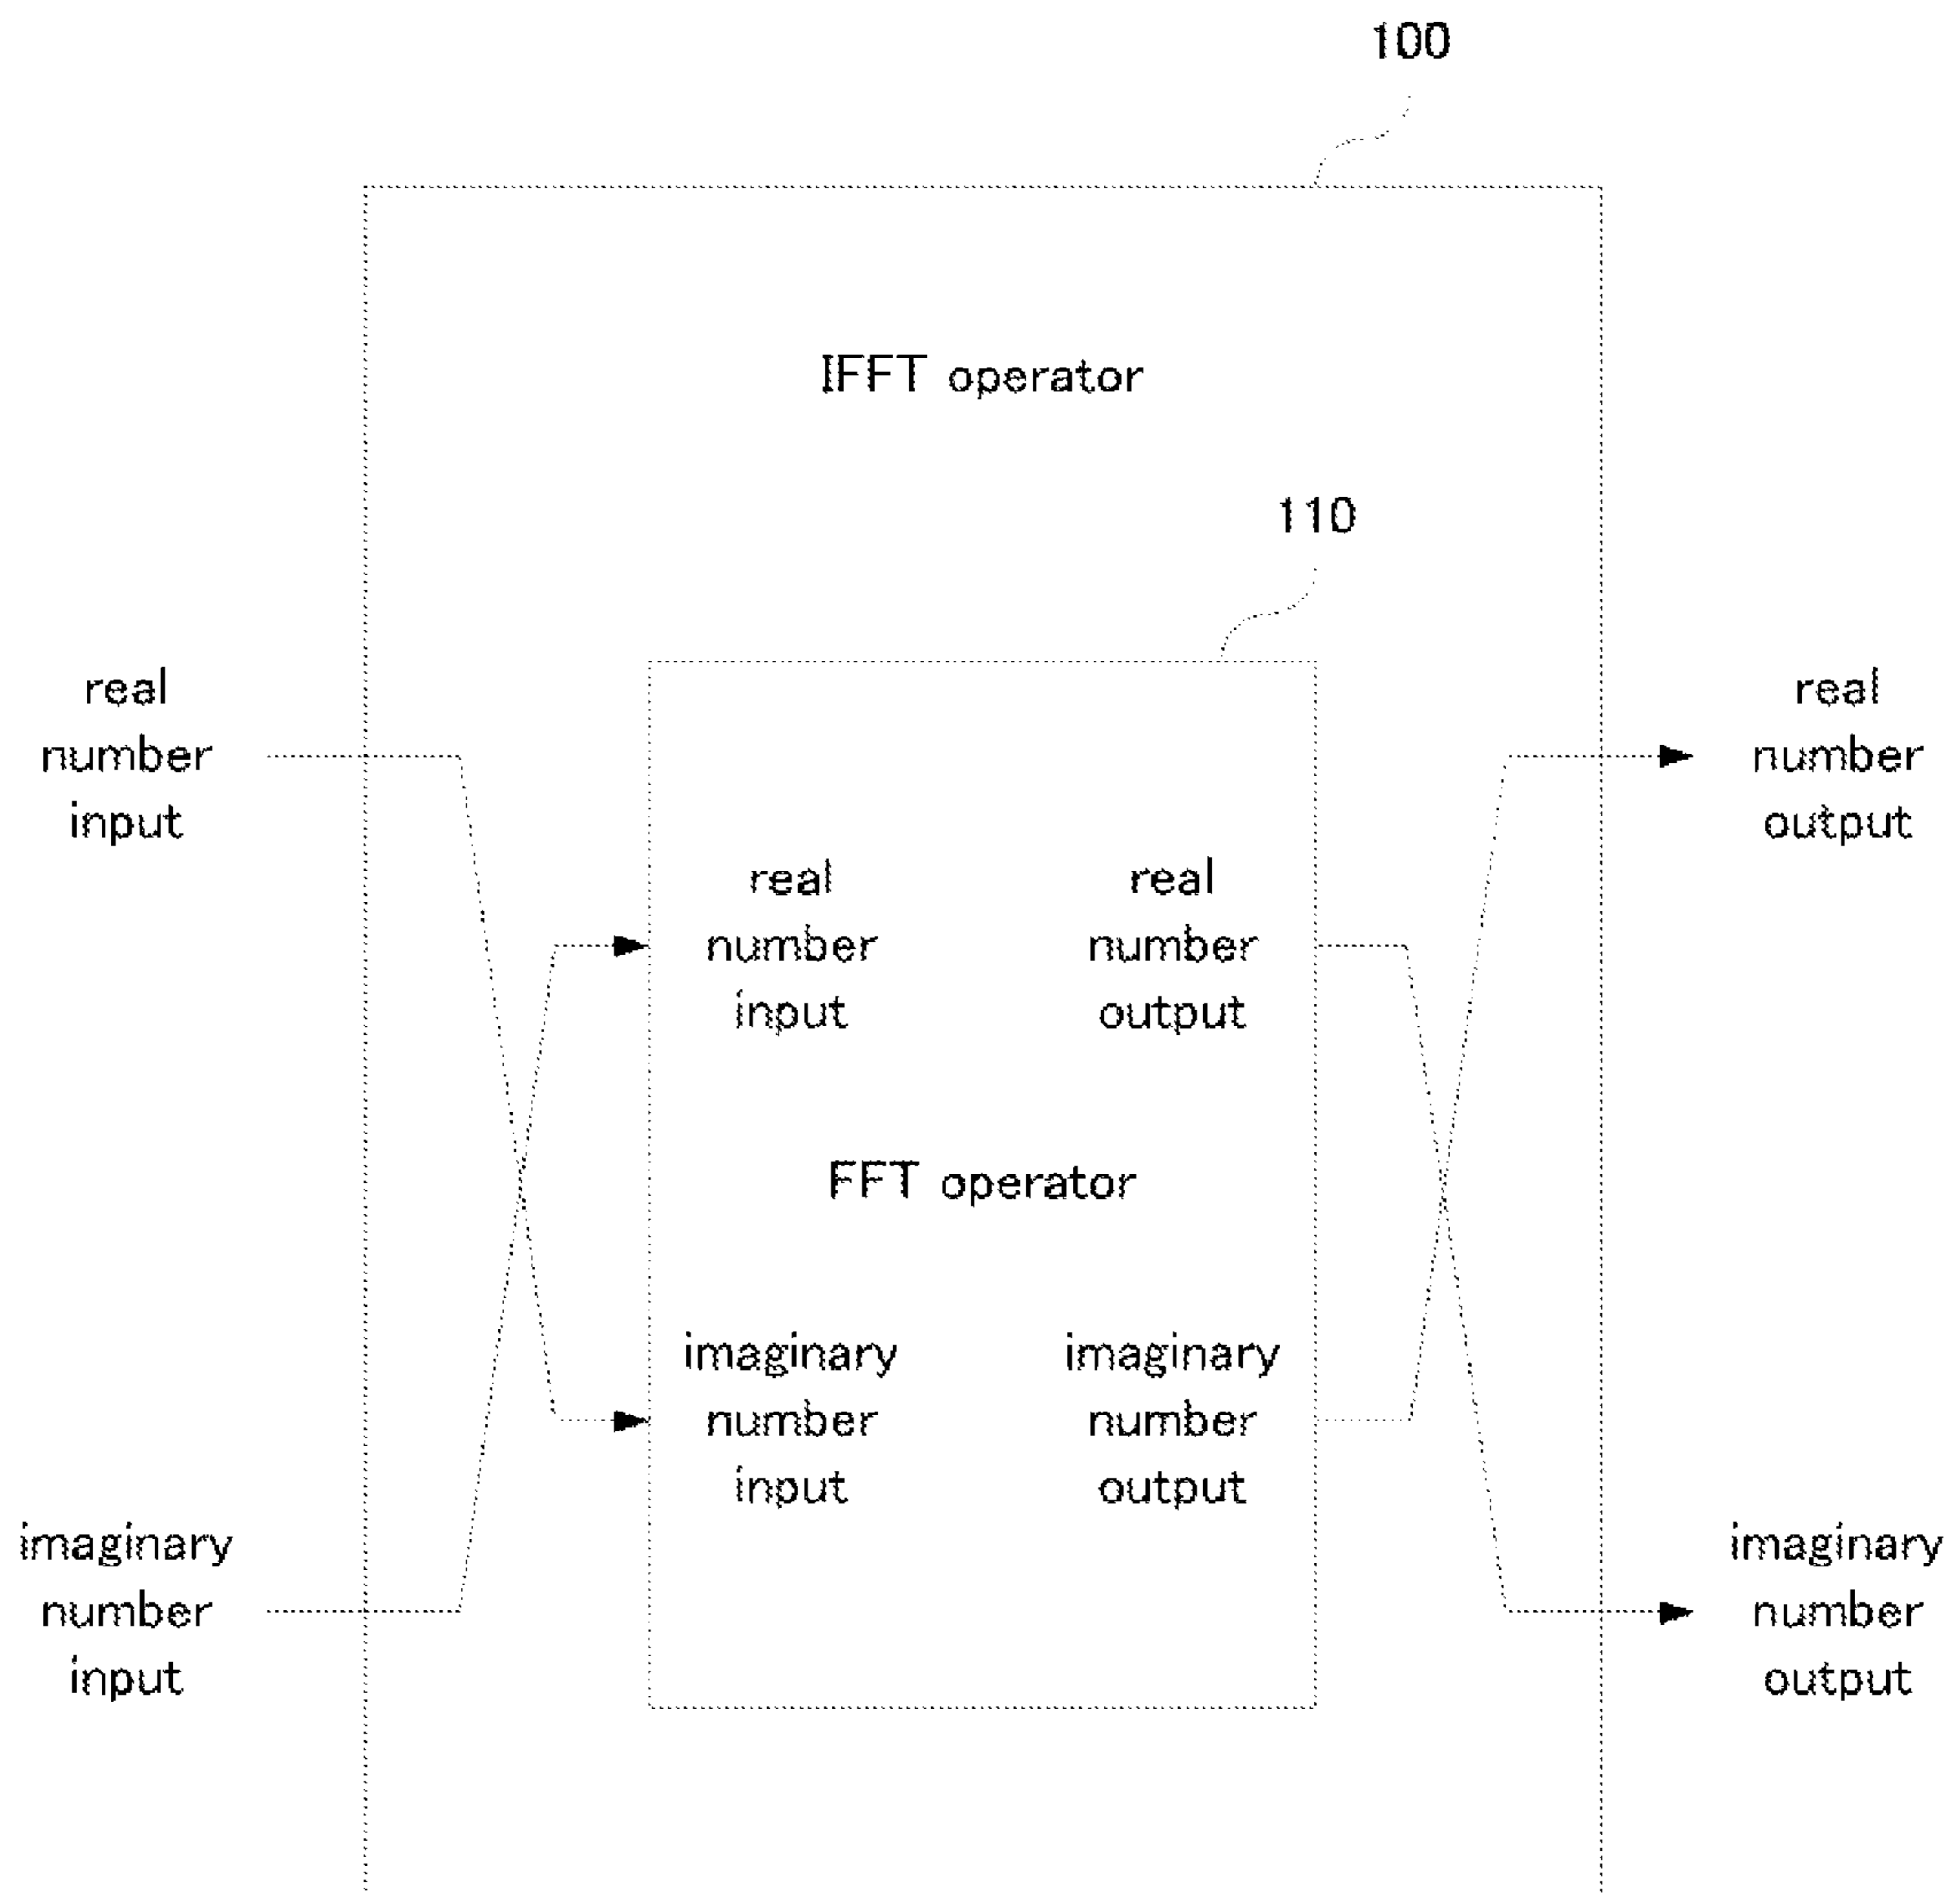 100
IFFT operator
110
real
number
input
real
number
output
real
number
input
real
number
output
FFT operator
imaginary
number
input
imaginary
number
output
imaginary
number
input
imaginary
number
output